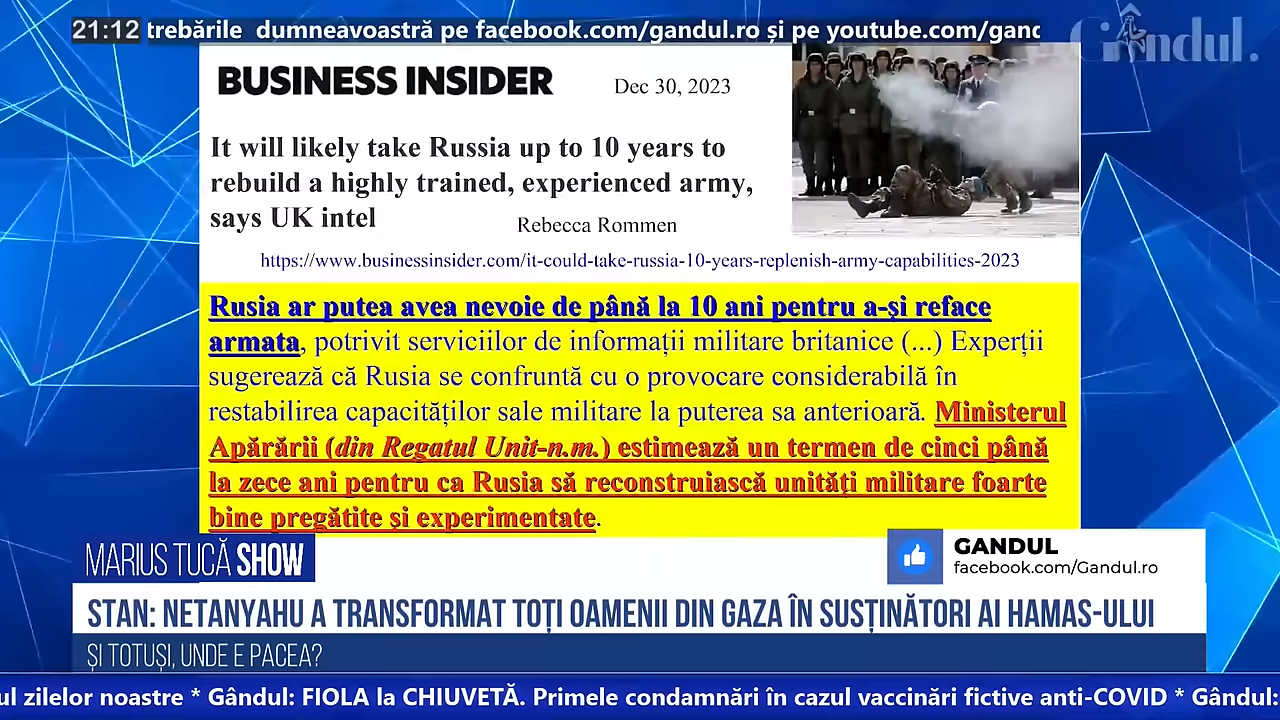 21:12 trebările dumneavoastră pe facebook.com/gandul.ro și pe youtube.com/ganc
Gândul.
BUSINESS INSIDER
Dec 30, 2023
It will likely take Russia up to 10 years to
rebuild a highly trained, experienced army,
says UK intel
Rebecca Rommen
https://www.businessinsider.com/it-could-take-russia-10-years-replenish-army-capabilities-2023
Rusia ar putea avea nevoie de până la 10 ani pentru a-și reface
armata, potrivit serviciilor de informații militare britanice (...) Experții
sugerează că Rusia se confruntă cu o provocare considerabilă în
restabilirea capacităților sale militare la puterea sa anterioară. Ministerul
Apărării (din Regatul Unit-n.m.) estimează un termen de cinci până
la zece ani pentru ca Rusia să reconstruiască unități militare foarte
bine pregătite și experimentate.
MARIUS TUCĂ SHOW
GANDUL
facebook.com/Gandul.ro
STAN: NETANYAHU A TRANSFORMAT TOȚI OAMENII DIN GAZA ÎN SUSȚINĂTORI AI HAMAS-ULUI
ȘI TOTUȘI, UNDE E PACEA?
ul zilelor noastre * Gândul: FIOLA la CHIUVETĂ. Primele condamnări în cazul vaccinări fictive anti-COVID * Gândul: